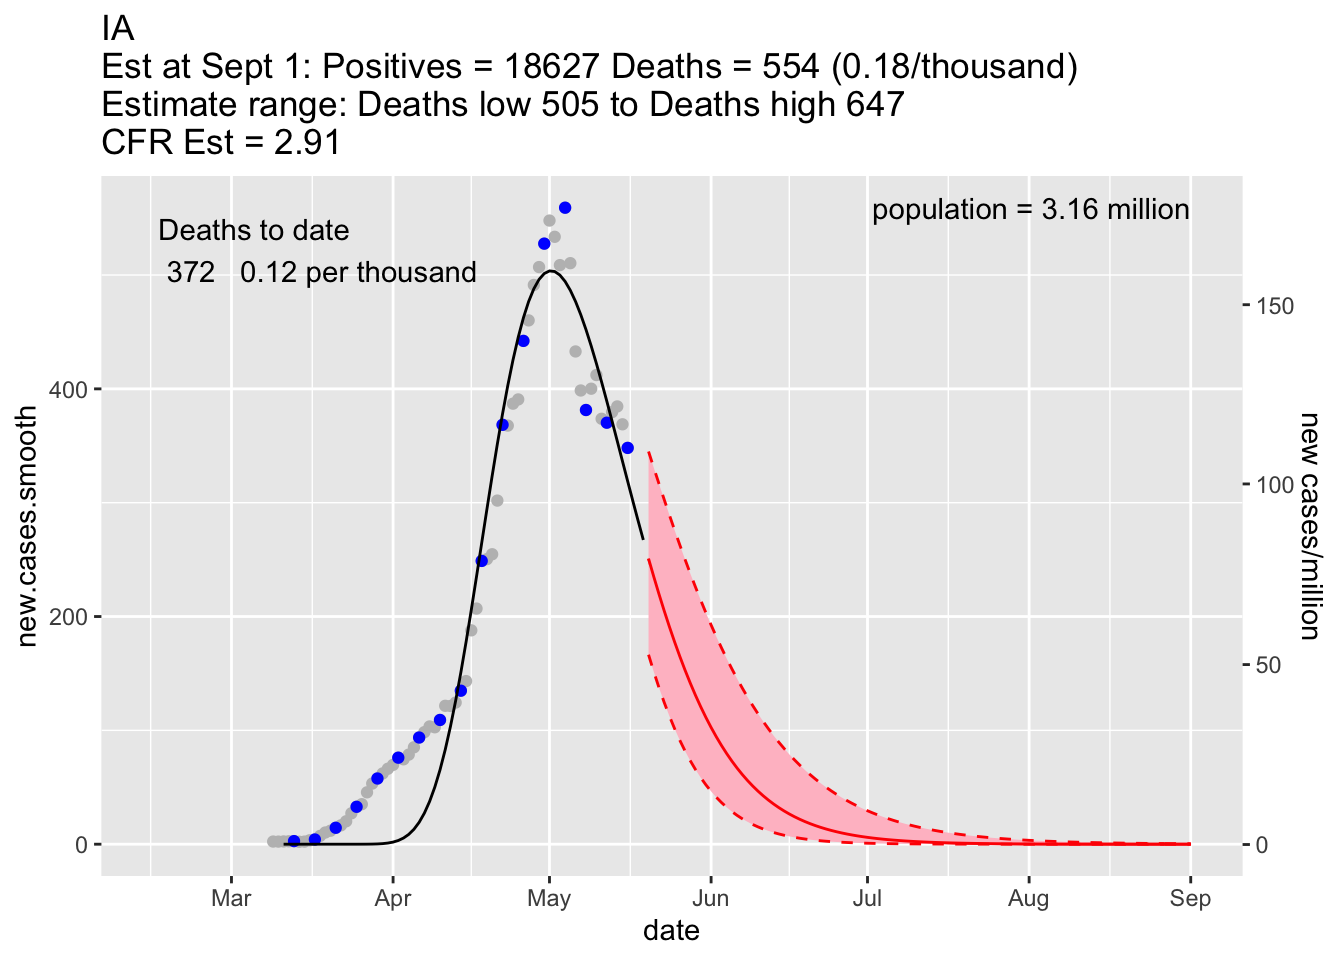 IA
Est at Sept 1: Positives = 18627 Deaths = 554 (0.18/thousand)
Estimate range: Deaths low 505 to Deaths high 647
CFR Est = 2.91
Deaths to date
372 0.12 per thousand
population = 3.16 million
new.cases.smooth
400
200
0
150
100
50
0
new cases/million
Mar Apr May Jun Jul Aug Sep
date